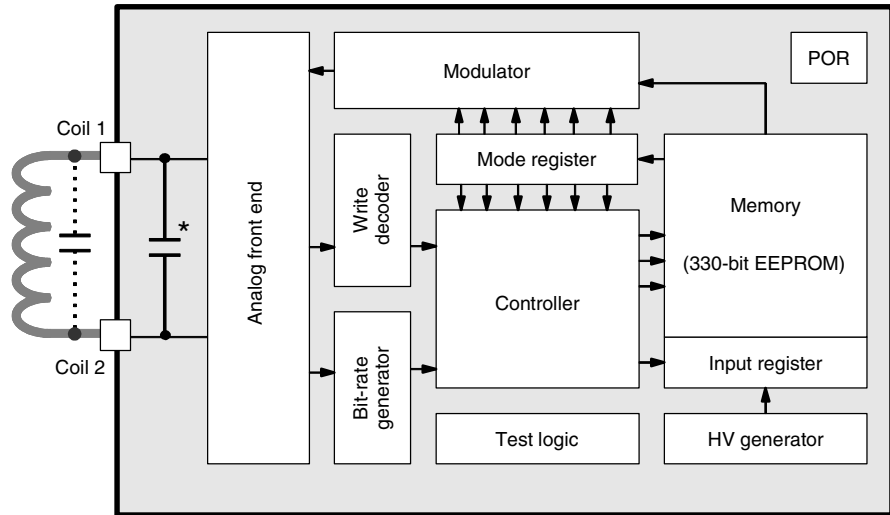 POR
Modulator
Coil 1
*
Mode register
Write
decoder
Memory
(330-bit EEPROM)
Analog front end
Controller
Coil 2
Bit-rate
generator
Input register
Test logic
HV generator